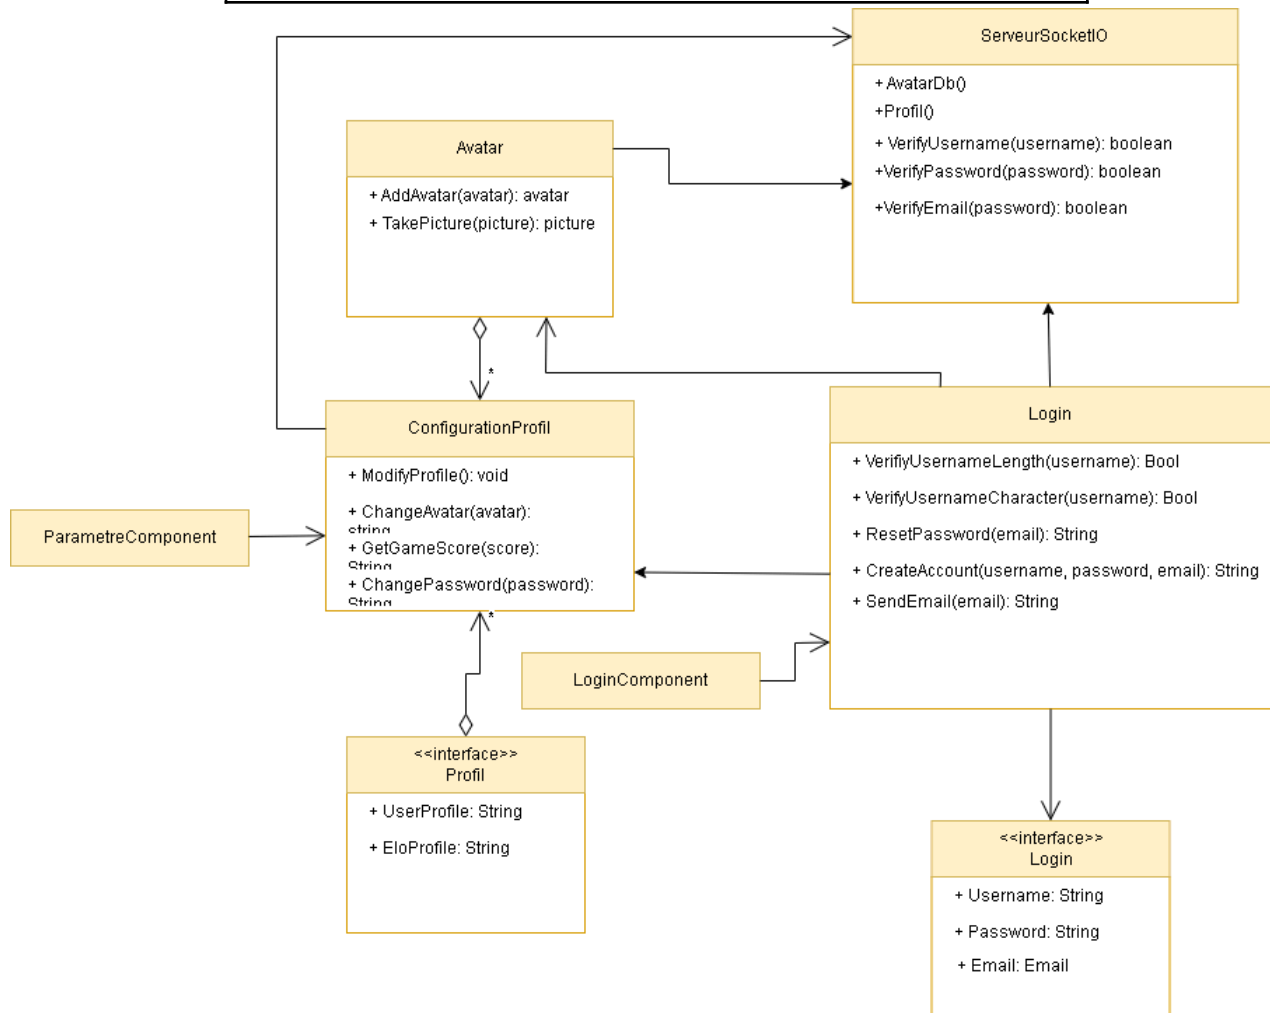 ServeurSocketIO
+ AvatarDb()
+Profil()
+ VerifyUsername(username): boolean
+VerifyPassword(password): boolean
+VerifyEmail(password): boolean
Avatar
+ AddAvatar(avatar): avatar
+ TakePicture(picture): picture
*
ConfigurationProfil
+ ModifyProfile(): void
+ ChangeAvatar(avatar):
string
+ GetGameScore(score):
String
+ ChangePassword(password):
String
*
ParametreComponent
Login
+ VerifiyUsernameLength(username): Bool
+ VerifyUsernameCharacter(username): Bool
+ ResetPassword(email): String
+ CreateAccount(username, password, email): String
+ SendEmail(email): String
LoginComponent
<<interface>>
Profil
+ UserProfile: String
+ EloProfile: String
<<interface>>
Login
+ Username: String
+ Password: String
+ Email: Email